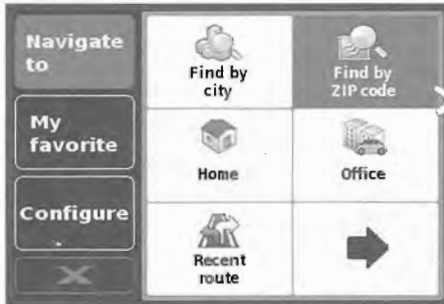 Navigate
to
My
favorite
Configure
Find by
city
Find by
ZIP code
Home
Office
Recent
route